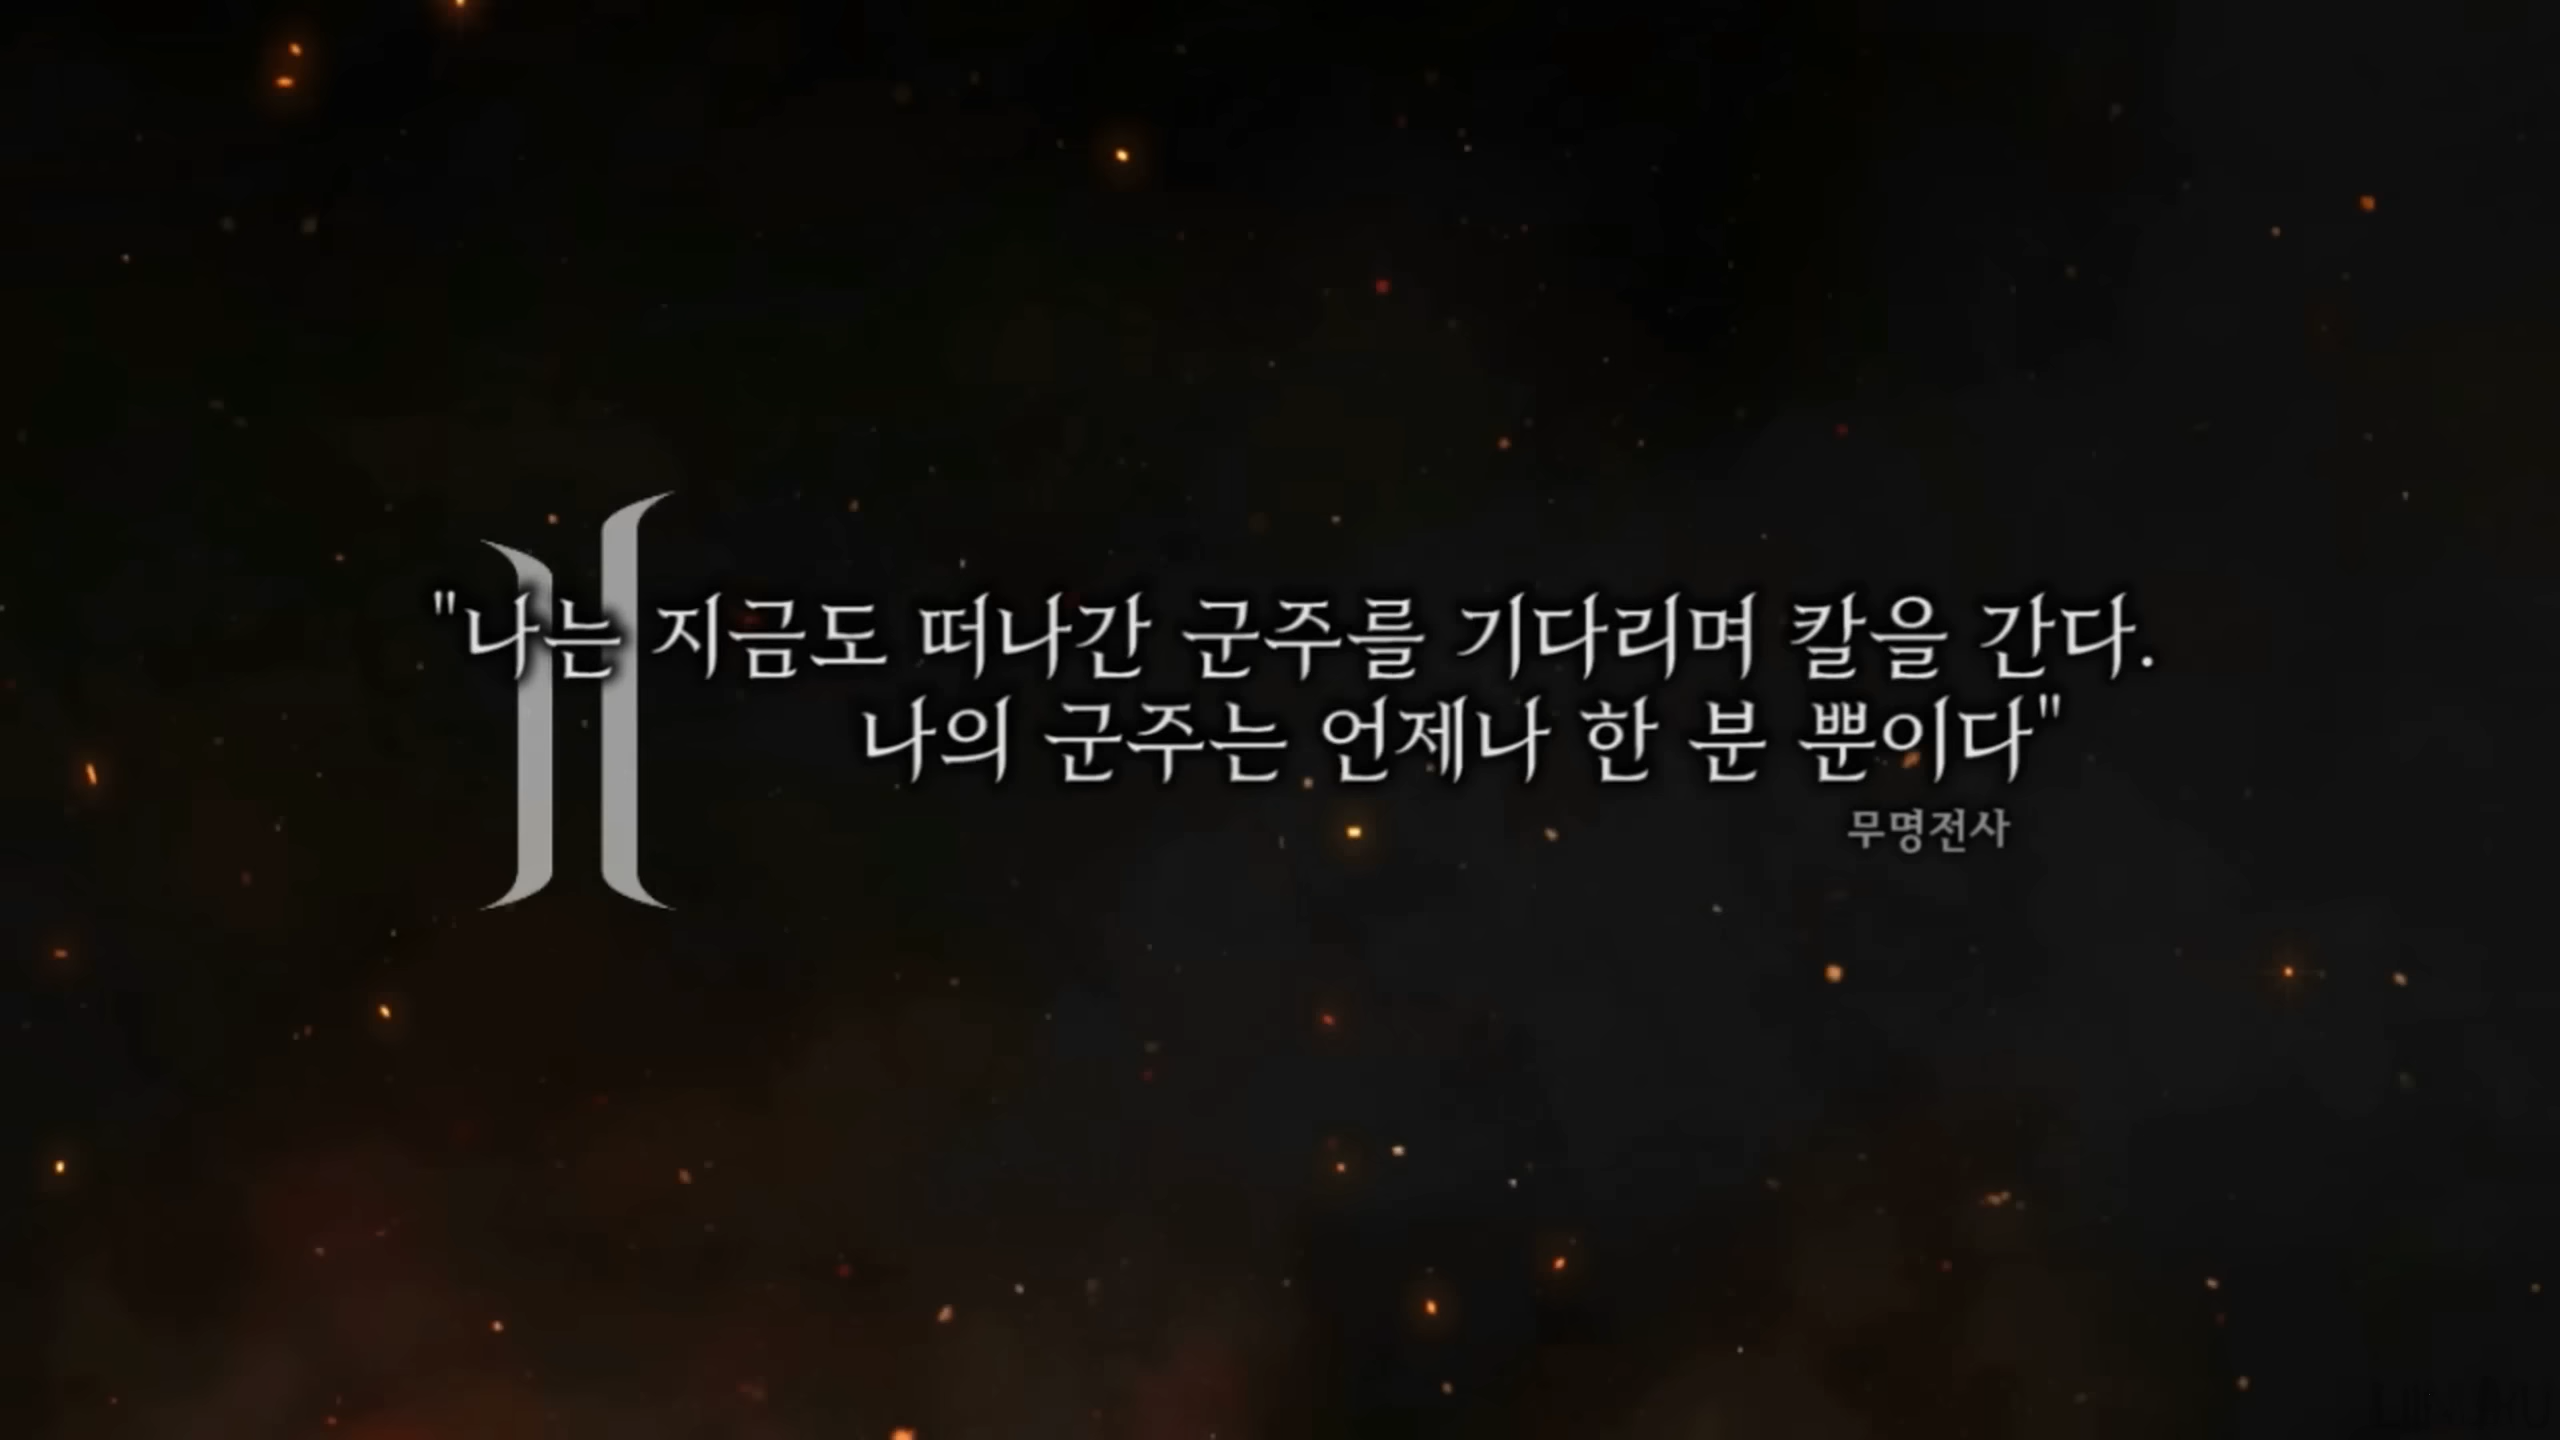 "나는 지금도 떠나간 군주를 기다리며 칼을 간다.
나의 군주는 언제나 한 분 뿐이다"
무명전사